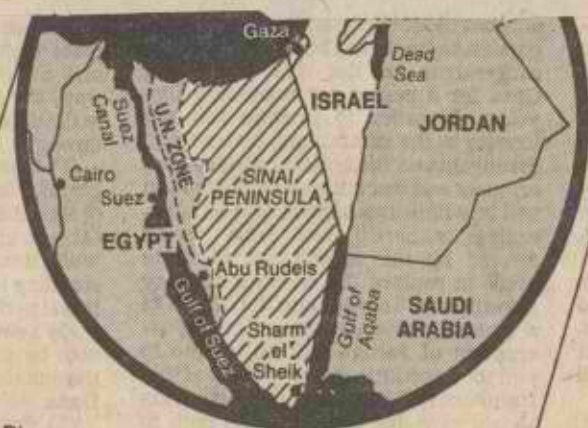 Gaza
Dead
Sea
ISRAEL
JORDAN
Suez
Canal
U.N. ZONE
Cairo
Suez
SINAI
PENINSULA
EGYPT
Abu Rudeis
Gulf of Suez
Sharm
el
Sheik
Gulf of
Aqaba
SAUDI
ARABIA